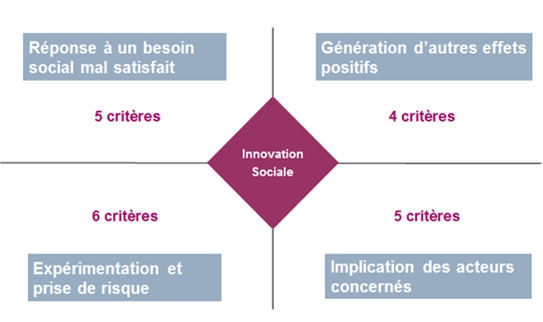 Réponse à un besoin
social mal satisfait
Génération d'autres effets
positifs
5 critères
4 critères
Innovation
Sociale
6 critères
5 critères
Expérimentation et
prise de risque
Implication des acteurs
concernés